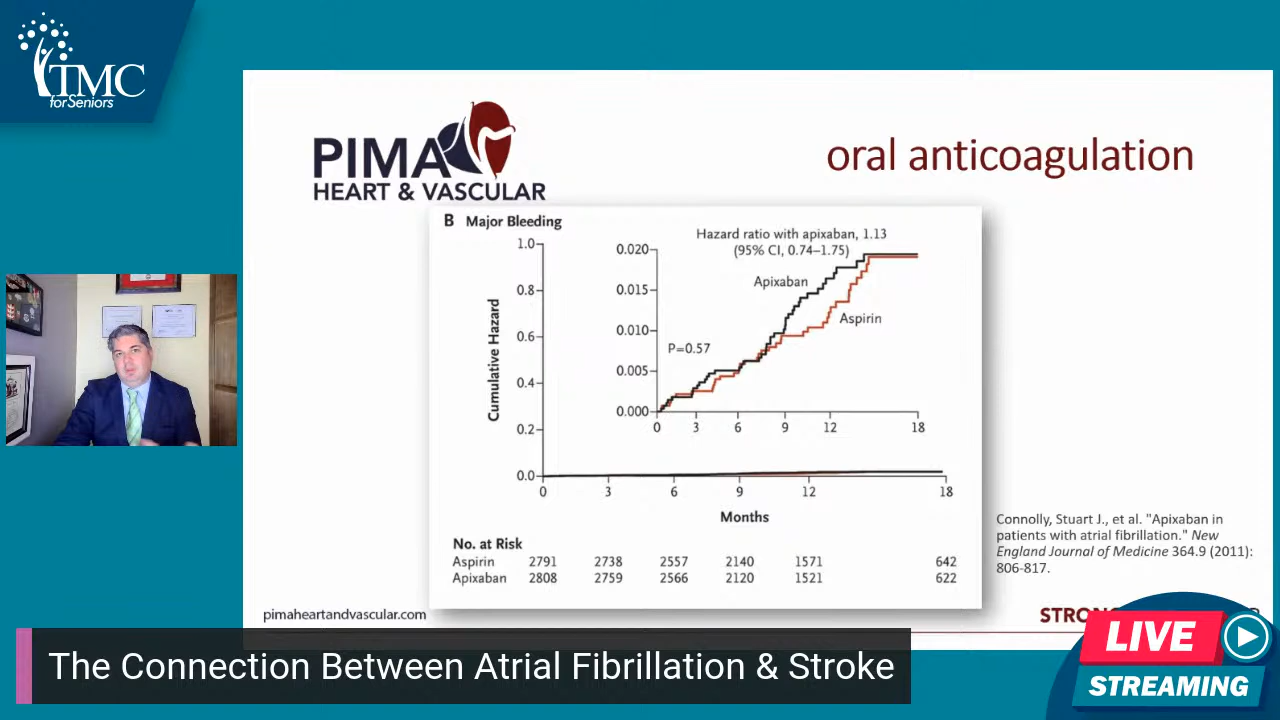 TMC
for Seniors
PIMA
HEART & VASCULAR
oral anticoagulation
B Major Bleeding
Hazard ratio with apixaban, 1.13
(95% CI, 0.74–1.75)
Apixaban
Aspirin
P=0.57
0.020
0.015
0.010
0.005
0.000
0 3 6 9 12 18
Cumulative Hazard
1.0
0.8
0.6
0.4
0.2
0.0
0 3 6 9 12 18
Months
No. at Risk
Aspirin 2791 2738 2557 2140 1571 642
Apixaban 2808 2759 2566 2120 1521 622
Connolly, Stuart J., et al. "Apixaban in
patients with atrial fibrillation." New
England Journal of Medicine 364.9 (2011):
806-817.
pimaheartandvascular.com
The Connection Between Atrial Fibrillation & Stroke
LIVE
STREAMING